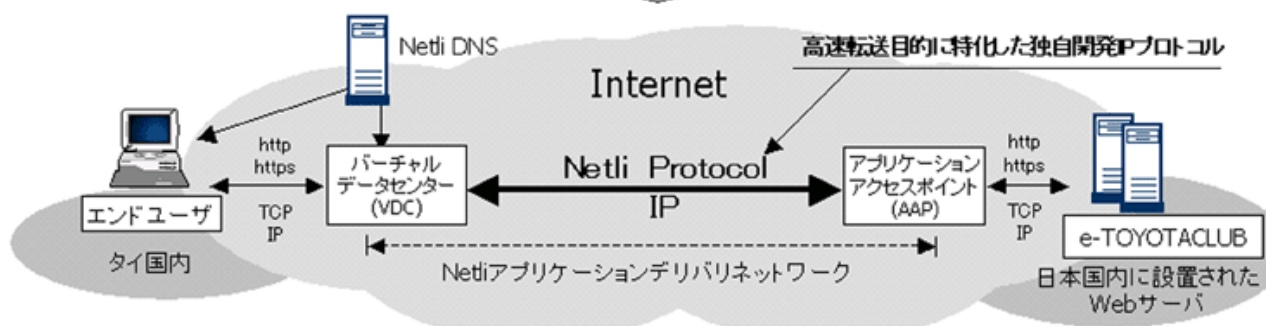 Netli DNS
高速転送目的に特化した独自開発IPプロトコル
Internet
http
https
TCP
IP
エンドユーザ
タイ国内
バーチャル
データセンター
(VDC)
Netli Protocol
IP
アプリケーション
アクセスポイント
(AAP)
http
https
TCP
IP
e-TOYOTACLUB
日本国内に設置された
Webサーバ
Netliアプリケーションデリバリネットワーク